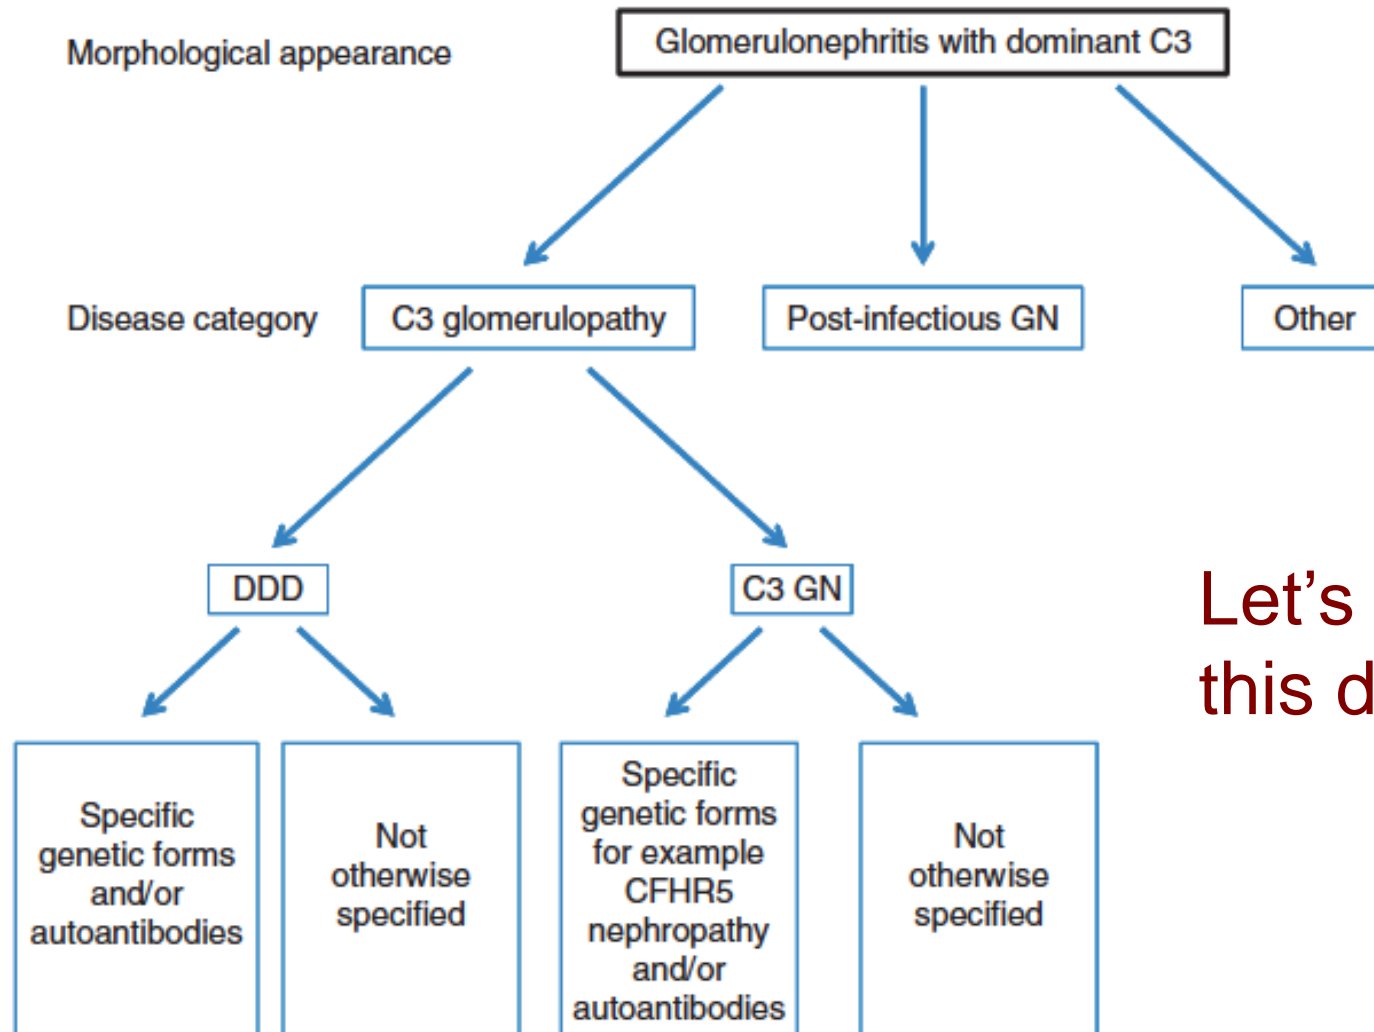 Morphological appearance
Glomerulonephritis with dominant C3
Disease category
C3 glomerulopathy
Post-infectious GN
Other
DDD
C3 GN
Let’s
this d
Specific
genetic forms
and/or
autoantibodies
Not
otherwise
specified
Specific
genetic forms
for example
CFHR5
nephropathy
and/or
autoantibodies
Not
otherwise
specified